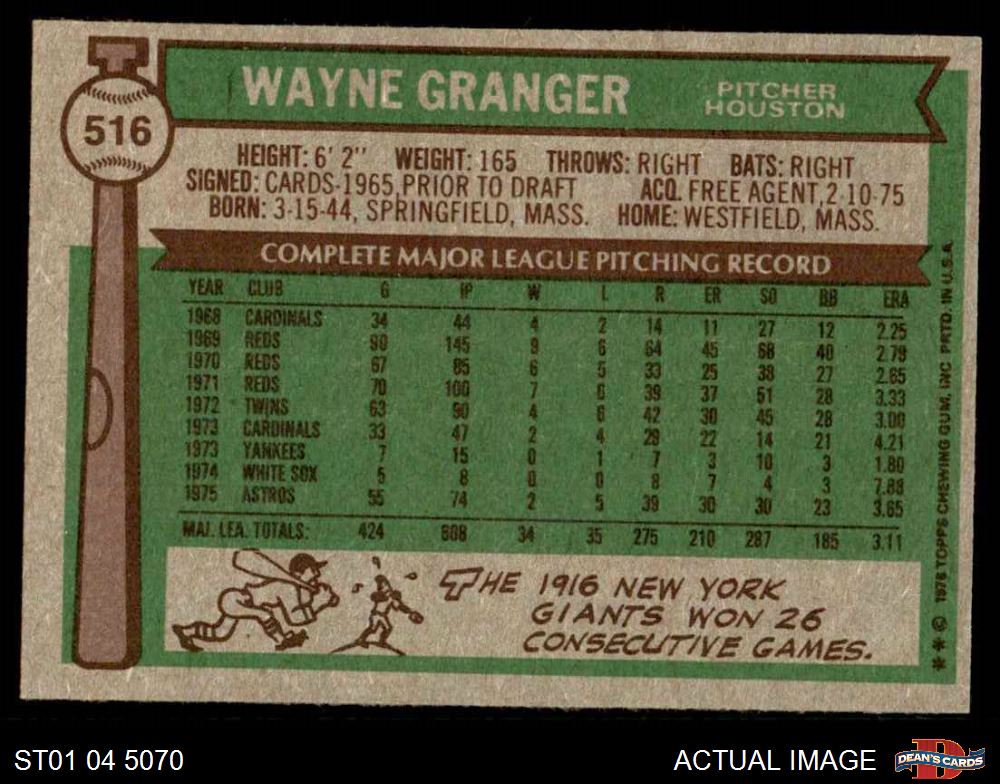 516
WAYNE GRANGER PITCHER HOUSTON
HEIGHT: 6' 2" WEIGHT: 165 THROWS: RIGHT BATS: RIGHT
SIGNED: CARDS-1965, PRIOR TO DRAFT ACQ. FREE AGENT, 2-10-75
BORN: 3-15-44, SPRINGFIELD, MASS. HOME: WESTFIELD, MASS.
COMPLETE MAJOR LEAGUE PITCHING RECORD
YEAR CLUB G IP W L R ER SO BB ERA
1968 CARDINALS 34 44 4 2 14 11 27 12 2.25
1969 REDS 90 145 9 6 64 45 68 40 2.79
1970 REDS 67 85 6 5 33 25 38 27 2.65
1971 REDS 70 100 7 6 39 37 51 28 3.33
1972 TWINS 63 90 4 6 42 30 45 28 3.00
1973 CARDINALS 33 47 2 4 29 22 14 21 4.21
1973 YANKEES 7 15 0 1 7 3 10 3 1.80
1974 WHITE SOX 5 8 0 0 8 7 4 3 7.88
1975 ASTROS 55 74 2 5 39 30 30 23 3.65
MAJ. LEA. TOTALS: 424 608 34 35 275 210 287 185 3.11
THE 1916 NEW YORK
GIANTS WON 26
CONSECUTIVE GAMES.
** © 1976 TOPPS CHEWING GUM, INC. PRTD. IN U.S.A.
ST01 04 5070
ACTUAL IMAGE
D
DEAN'S CARDS